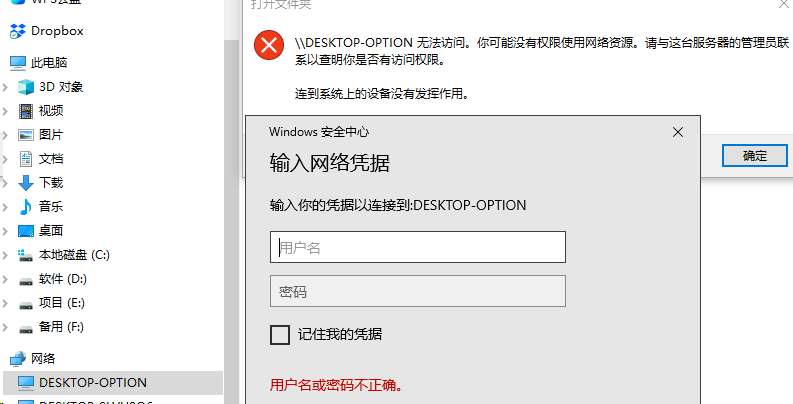 WPS云盘
Dropbox
此电脑
3D 对象
视频
图片
文档
下载
音乐
桌面
本地磁盘 (C:)
软件 (D:)
项目 (E:)
备用 (F:)
网络
DESKTOP-OPTION
打开文件夹
\\DESKTOP-OPTION 无法访问。你可能没有权限使用网络资源。请与这台服务器的管理员联
系以查明你是否有访问权限。
连到系统上的设备没有发挥作用。
确定
Windows 安全中心
输入网络凭据
输入你的凭据以连接到:DESKTOP-OPTION
用户名
密码
记住我的凭据
用户名或密码不正确。